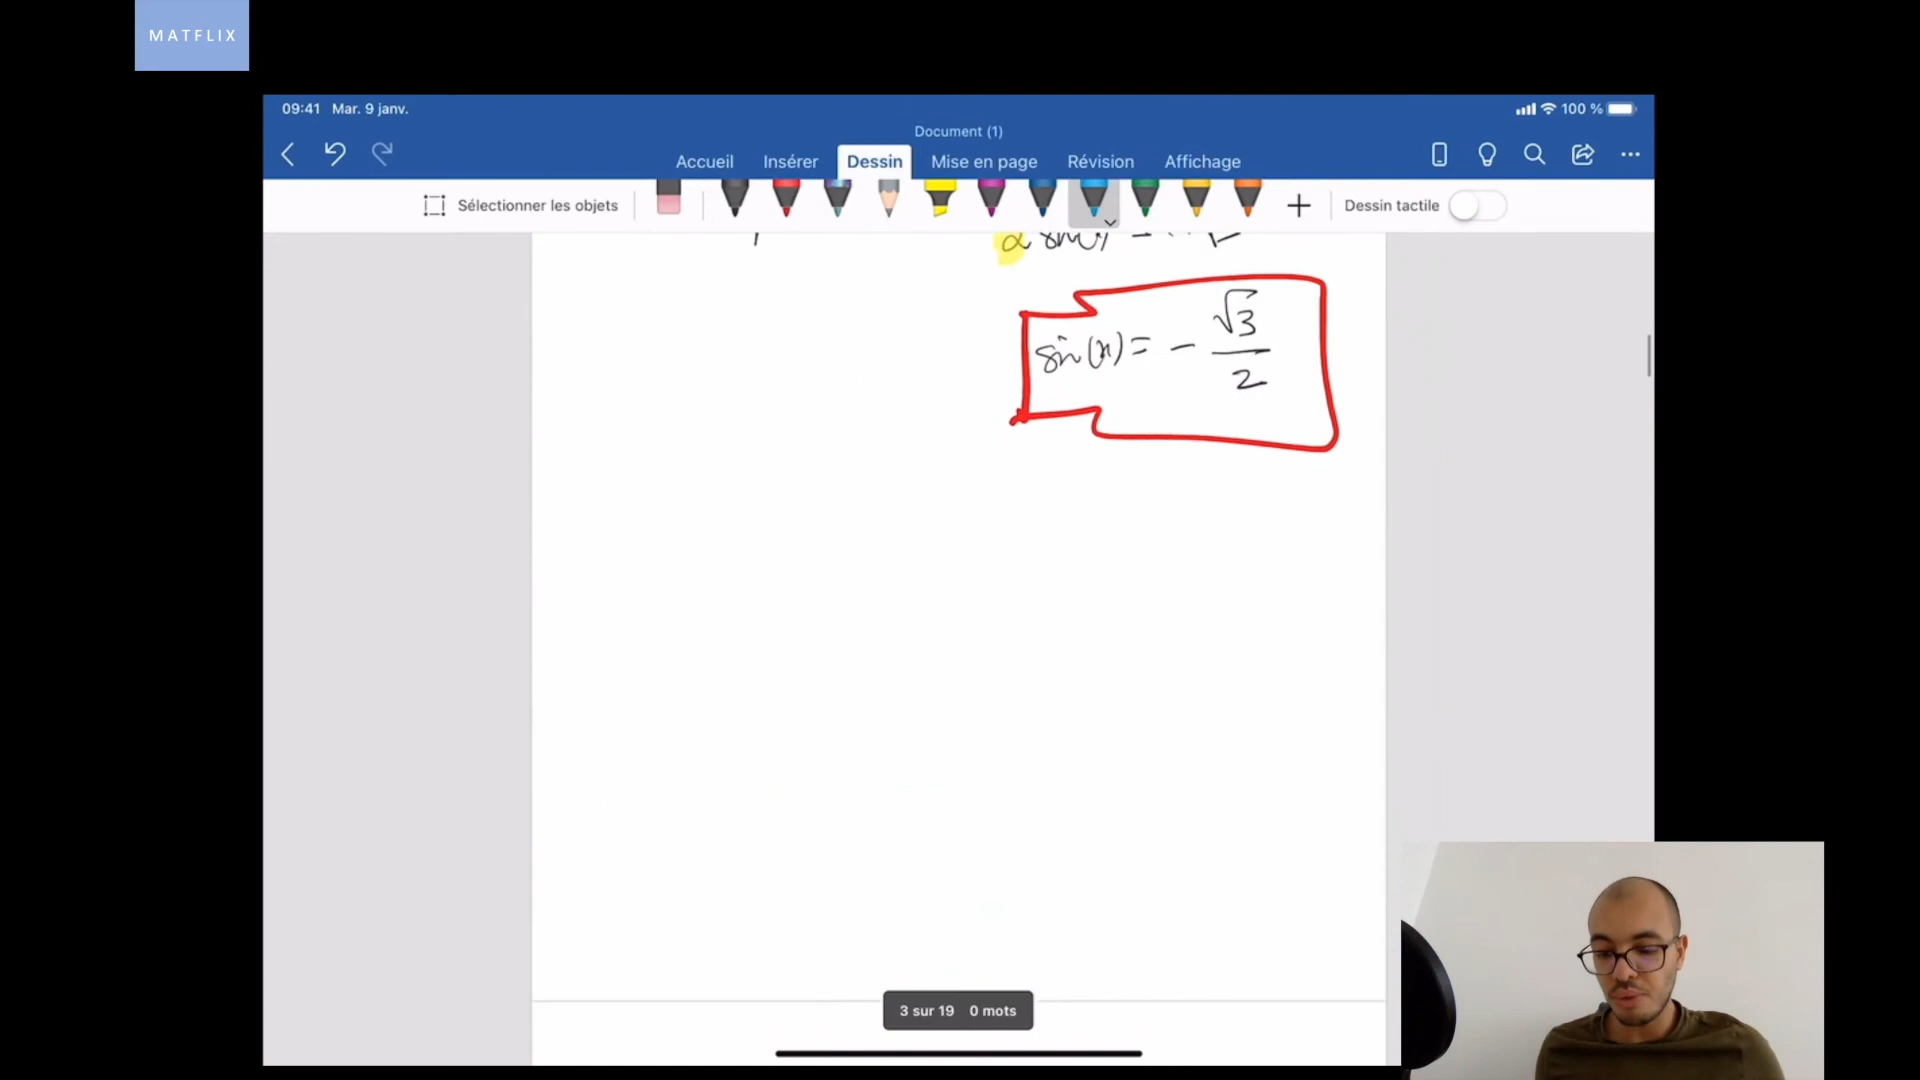 MATFLIX
09:41 Mar. 9 janv.
100 %
Document (1)
Accueil Insérer Dessin Mise en page Révision Affichage
Sélectionner les objets
Dessin tactile
sin(x) = - √3/2
3 sur 19 0 mots